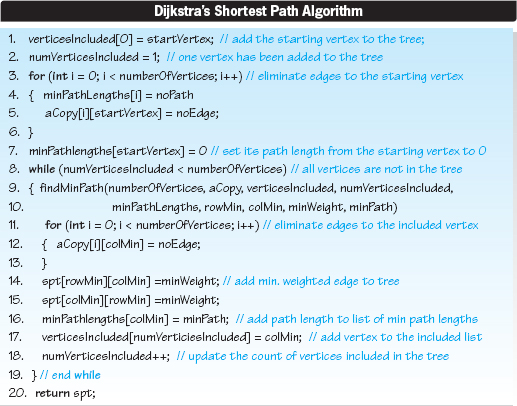 Dijkstra's Shortest Path Algorithm
1. verticesIncluded[0] = startVertex; // add the starting vertex to the tree;
2. numVerticesIncluded = 1; // one vertex has been added to the tree
3. for (int i = 0; i < numberOfVertices; i++) // eliminate edges to the starting vertex
4. { minPathLengths[i] = noPath
5. aCopy[i][startVertex] = noEdge;
6. }
7. minPathlengths[startVertex] = 0 // set its path length from the starting vertex to 0
8. while (numVerticesIncluded < numberOfVertices) // all vertices are not in the tree
9. { findMinPath(numberOfVertices, aCopy, verticesIncluded, numVerticesIncluded,
10. minPathLengths, rowMin, colMin, minWeight, minPath)
11. for (int i = 0; i < numberOfVertices; i++) // eliminate edges to the included vertex
12. { aCopy[i][colMin] = noEdge;
13. }
14. spt[rowMin][colMin] =minWeight; // add min. weighted edge to tree
15. spt[colMin][rowMin] =minWeight;
16. minPathlengths[colMin] = minPath; // add path length to list of min path lengths
17. verticesIncluded[numVerticiesIncluded] = colMin; // add vertex to the included list
18. numVerticesIncluded++; // update the count of vertices included in the tree
19. } // end while
20. return spt;